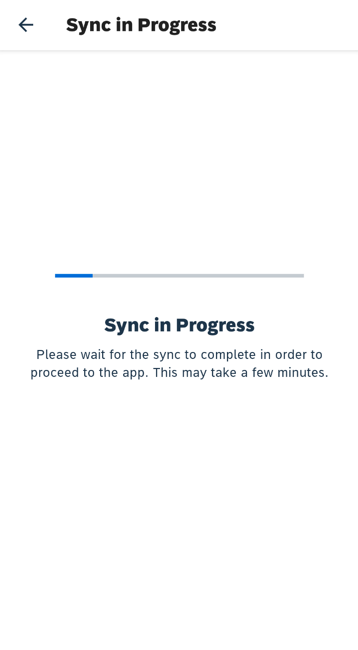 Sync in Progress
Sync in Progress
Please wait for the sync to complete in order to
proceed to the app. This may take a few minutes.